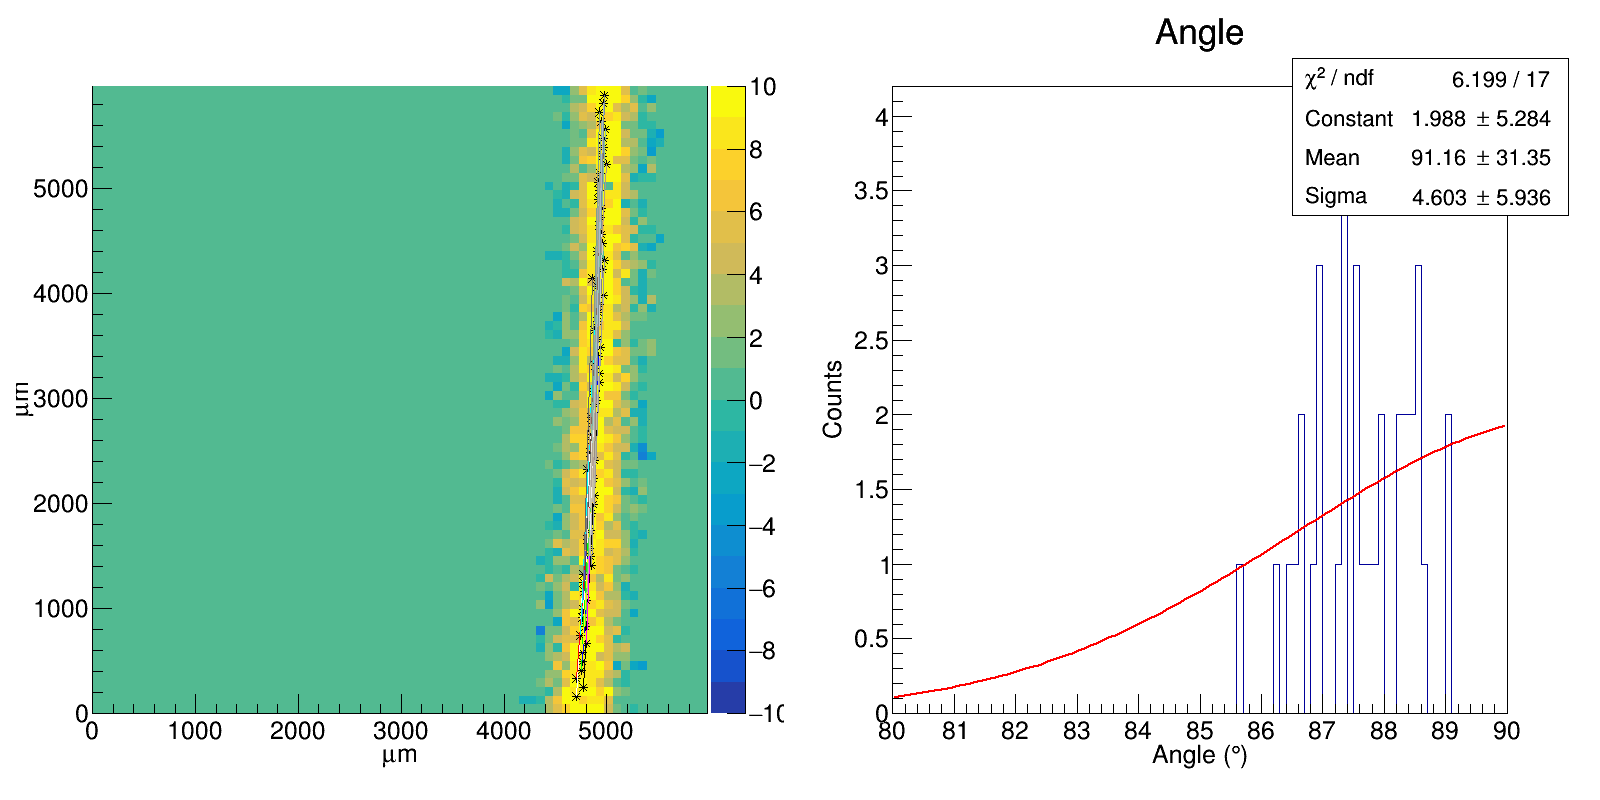 Angle
χ² / ndf 6.199 / 17
Constant 1.988 ± 5.284
Mean 91.16 ± 31.35
Sigma 4.603 ± 5.936
μm
5000
4000
3000
2000
1000
0
0 1000 2000 3000 4000 5000
μm
10
8
6
4
2
0
−2
−4
−6
−8
−10
Counts
4
3.5
3
2.5
2
1.5
1
0.5
0
80 81 82 83 84 85 86 87 88 89 90
Angle (°)